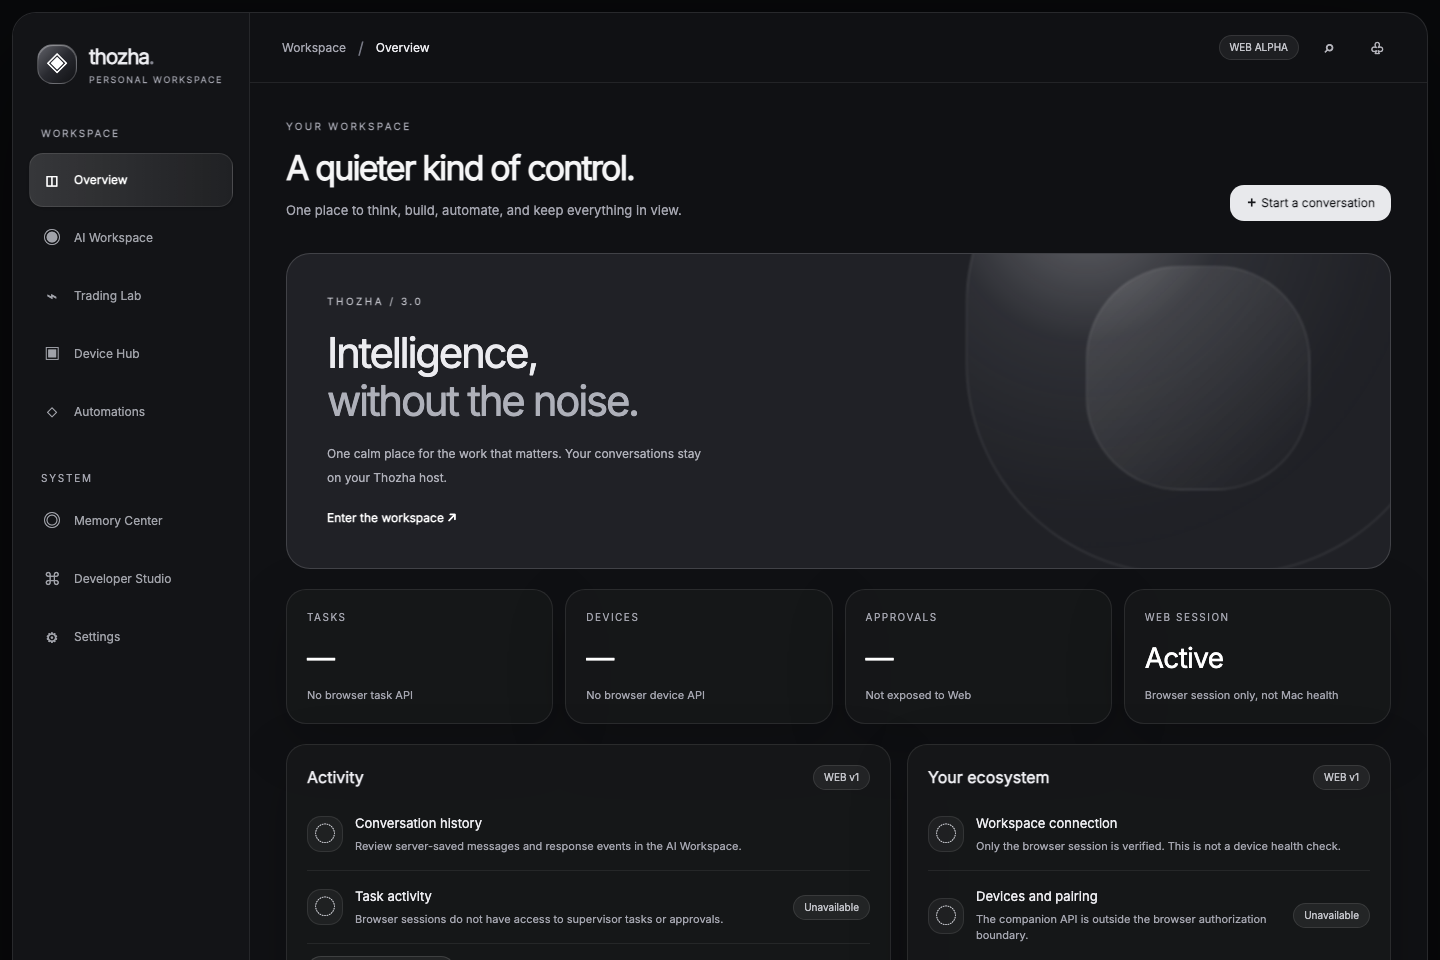 thozha.
PERSONAL WORKSPACE
WORKSPACE
Overview
AI Workspace
Trading Lab
Device Hub
Automations
SYSTEM
Memory Center
Developer Studio
Settings
Workspace / Overview
WEB ALPHA
YOUR WORKSPACE
A quieter kind of control.
One place to think, build, automate, and keep everything in view.
+ Start a conversation
THOZHA / 3.0
Intelligence,
without the noise.
One calm place for the work that matters. Your conversations stay
on your Thozha host.
Enter the workspace ↗
TASKS
—
No browser task API
DEVICES
—
No browser device API
APPROVALS
—
Not exposed to Web
WEB SESSION
Active
Browser session only, not Mac health
Activity
WEB v1
Conversation history
Review server-saved messages and response events in the AI Workspace.
Task activity
Browser sessions do not have access to supervisor tasks or approvals.
Unavailable
Your ecosystem
WEB v1
Workspace connection
Only the browser session is verified. This is not a device health check.
Devices and pairing
The companion API is outside the browser authorization
boundary.
Unavailable